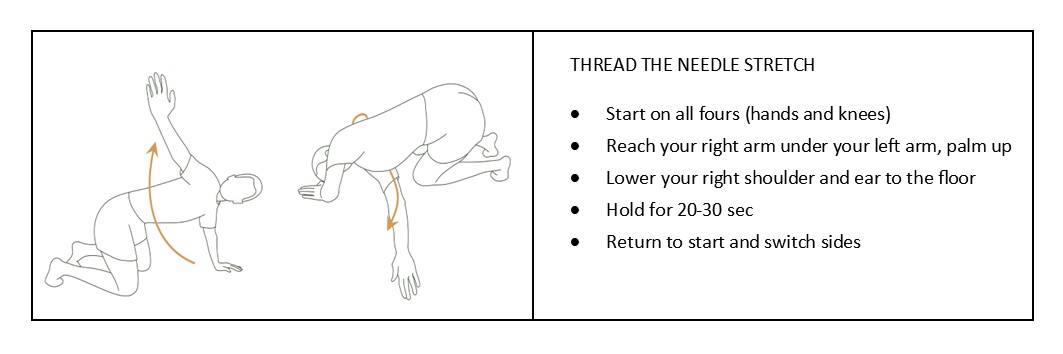 THREAD THE NEEDLE STRETCH
• Start on all fours (hands and knees)
• Reach your right arm under your left arm, palm up
• Lower your right shoulder and ear to the floor
• Hold for 20-30 sec
• Return to start and switch sides